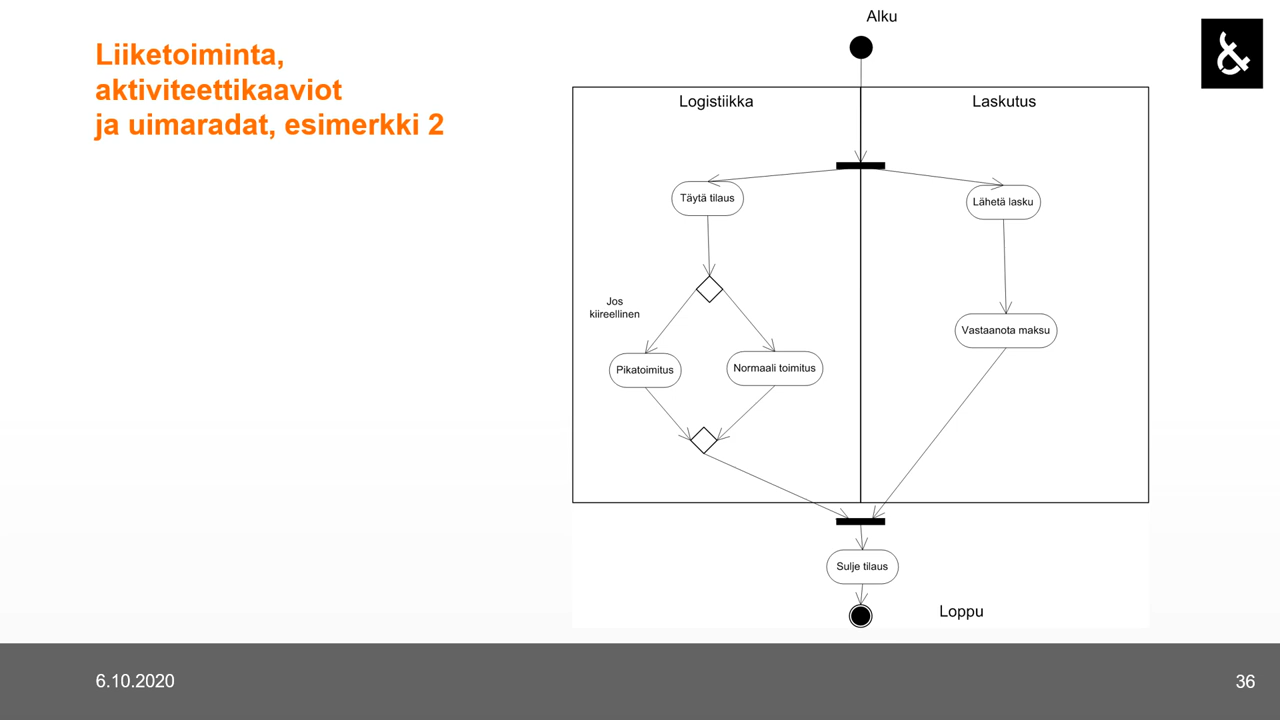 Liiketoiminta,
aktiviteettikaaviot
ja uimaradat, esimerkki 2
Alku
&
Logistiikka
Laskutus
Täytä tilaus
Lähetä lasku
Jos
kiireellinen
Vastaanota maksu
Pikatoimitus
Normaali toimitus
Sulje tilaus
Loppu
6.10.2020
36